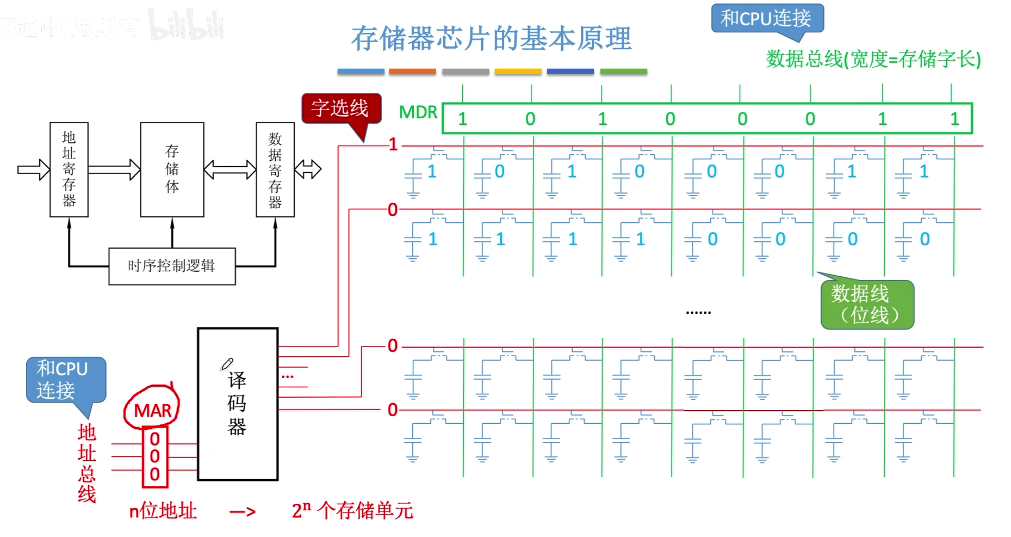 bilibili
存储器芯片的基本原理
和CPU连接
数据总线(宽度=存储字长)
字选线
MDR 1 0 1 0 0 0 1 1
地址寄存器
存储体
数据寄存器
时序控制逻辑
1
1 0 1 0 0 0 1 1
0
1 1 1 1 0 0 0 0
数据线
（位线）
......
0
0
和CPU
连接
MAR
0
0
0
地址总线
译码器
...
n位地址 —> 2ⁿ 个存储单元